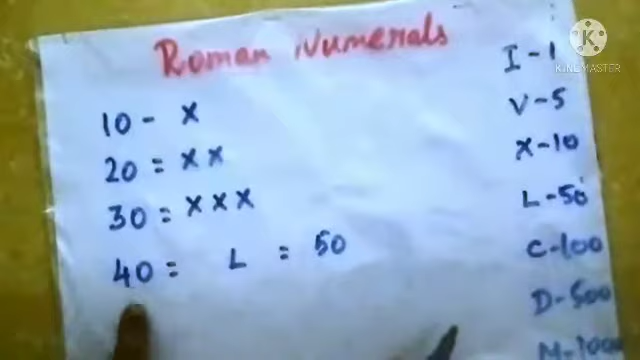 Roman Numerals
10 - X
20 = XX
30 = XXX
40 = L = 50
I - 1
V - 5
X - 10
L - 50
C - 100
D - 500
M - 1000
KINEMASTER